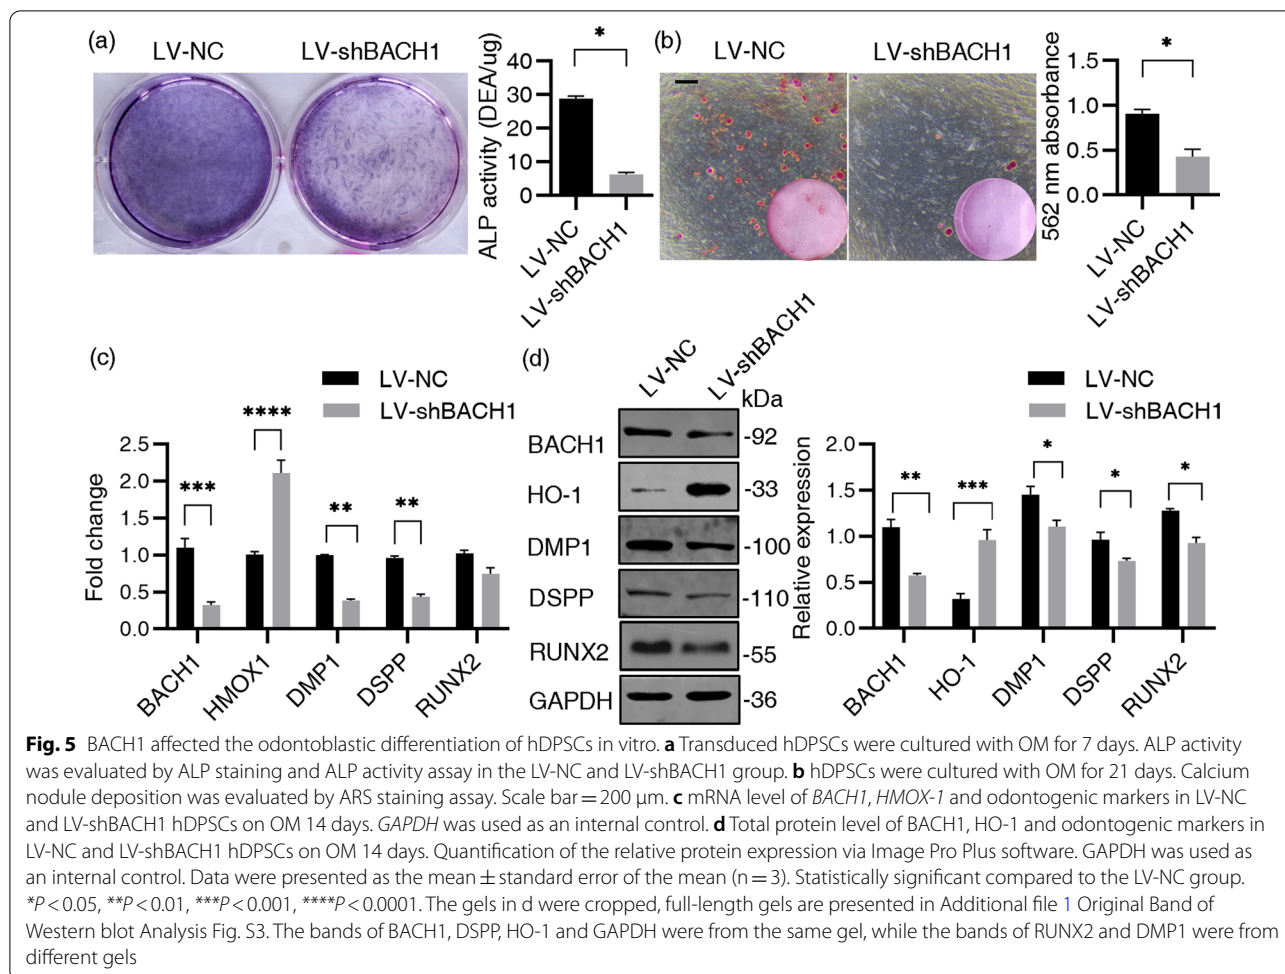 (a)
LV-NC
LV-shBACH1
*
ALP activity (DEA/ug)
40
30
20
10
0
LV-NC
LV-shBACH1
(b)
LV-NC
LV-shBACH1
*
562 nm absorbance
1.5
1.0
0.5
0.0
LV-NC
LV-shBACH1
(c)
LV-NC
LV-shBACH1
Fold change
2.5
2.0
1.5
1.0
0.5
0.0
***
****
**
**
BACH1
HMOX1
DMP1
DSPP
RUNX2
(d)
LV-NC
LV-shBACH1
kDa
BACH1 -92
HO-1 -33
DMP1 -100
DSPP -110
RUNX2 -55
GAPDH -36
LV-NC
LV-shBACH1
Relative expression
2.0
1.5
1.0
0.5
0.0
**
***
*
*
*
BACH1
HO-1
DMP1
DSPP
RUNX2
Fig. 5 BACH1 affected the odontoblastic differentiation of hDPSCs in vitro. a Transduced hDPSCs were cultured with OM for 7 days. ALP activity
was evaluated by ALP staining and ALP activity assay in the LV-NC and LV-shBACH1 group. b hDPSCs were cultured with OM for 21 days. Calcium
nodule deposition was evaluated by ARS staining assay. Scale bar = 200 μm. c mRNA level of BACH1, HMOX-1 and odontogenic markers in LV-NC
and LV-shBACH1 hDPSCs on OM 14 days. GAPDH was used as an internal control. d Total protein level of BACH1, HO-1 and odontogenic markers in
LV-NC and LV-shBACH1 hDPSCs on OM 14 days. Quantification of the relative protein expression via Image Pro Plus software. GAPDH was used as
an internal control. Data were presented as the mean ± standard error of the mean (n = 3). Statistically significant compared to the LV-NC group.
*P < 0.05, **P < 0.01, ***P < 0.001, ****P < 0.0001. The gels in d were cropped, full-length gels are presented in Additional file 1 Original Band of
Western blot Analysis Fig. S3. The bands of BACH1, DSPP, HO-1 and GAPDH were from the same gel, while the bands of RUNX2 and DMP1 were from
different gels